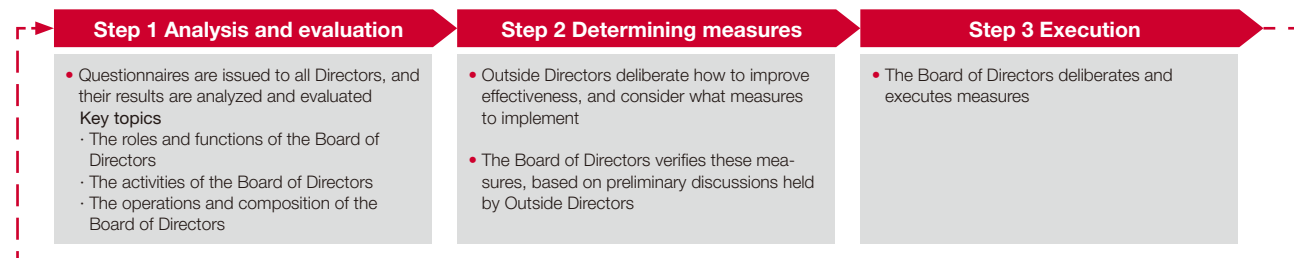 Step 1 Analysis and evaluation
• Questionnaires are issued to all Directors, and
their results are analyzed and evaluated
Key topics
· The roles and functions of the Board of
Directors
· The activities of the Board of Directors
· The operations and composition of the
Board of Directors
Step 2 Determining measures
• Outside Directors deliberate how to improve
effectiveness, and consider what measures
to implement
• The Board of Directors verifies these mea-
sures, based on preliminary discussions held
by Outside Directors
Step 3 Execution
• The Board of Directors deliberates and
executes measures